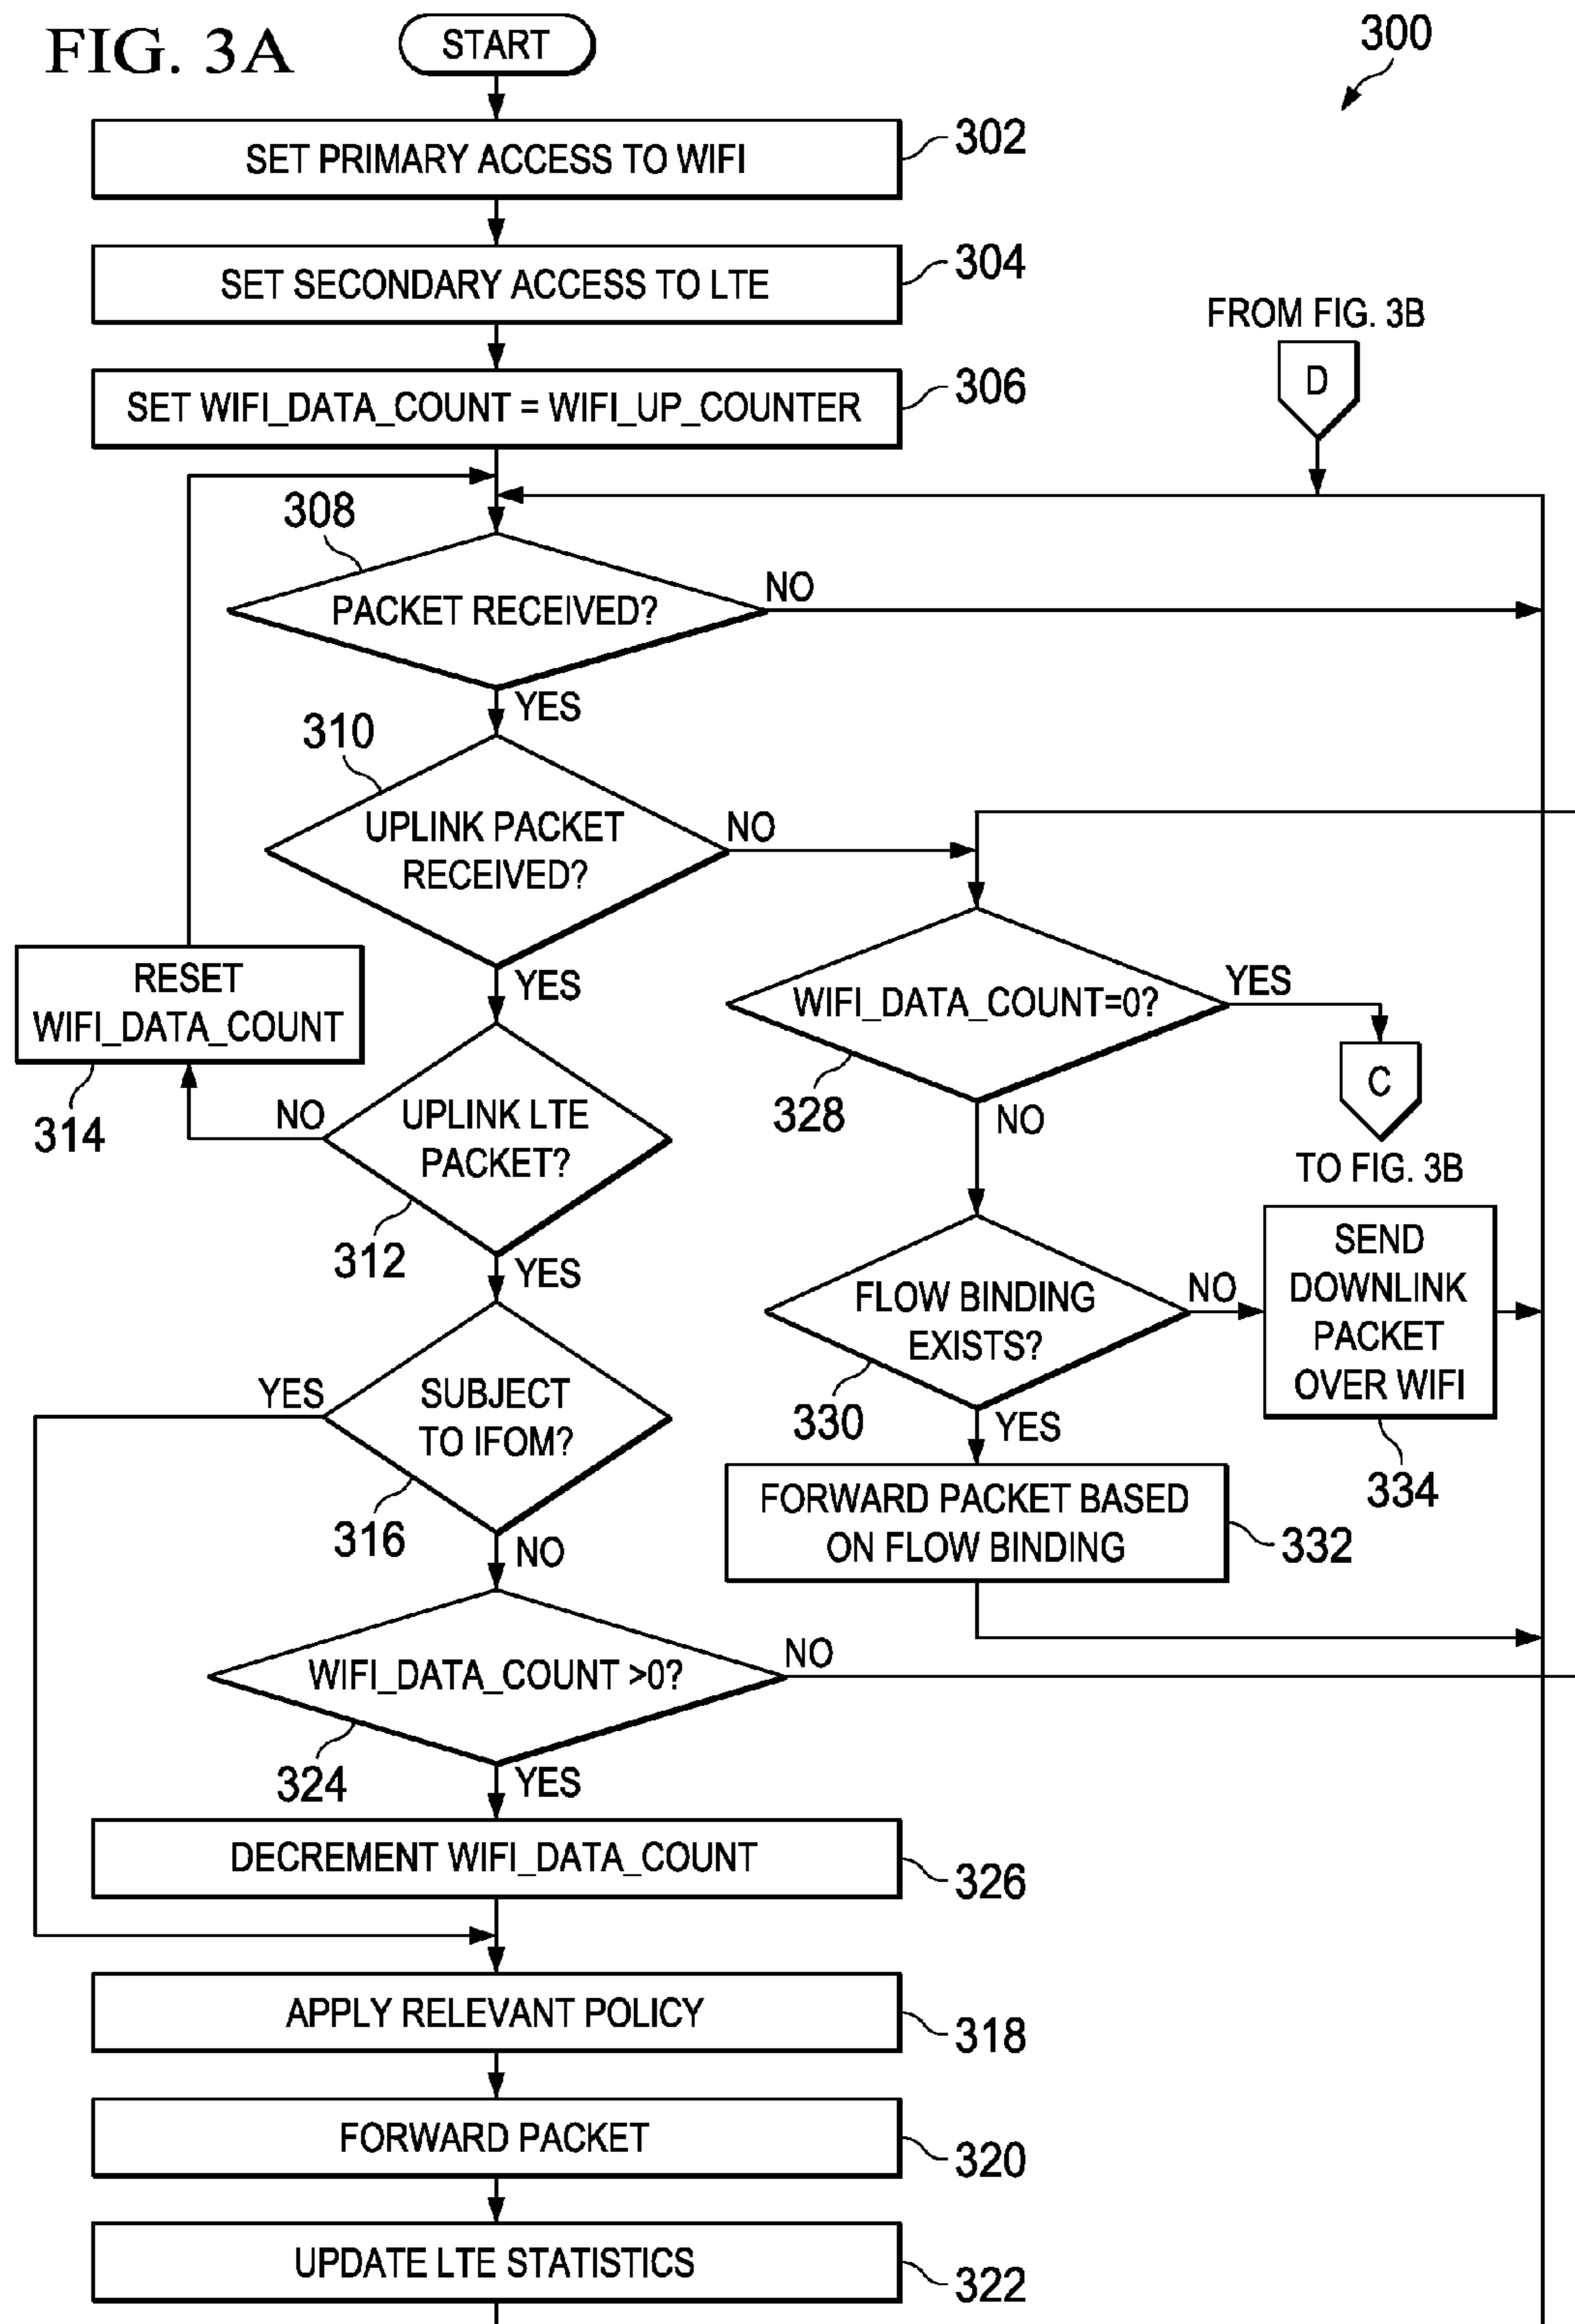 FIG. 3A
START
300
SET PRIMARY ACCESS TO WIFI
302
SET SECONDARY ACCESS TO LTE
304
FROM FIG. 3B
D
SET WIFI_DATA_COUNT = WIFI_UP_COUNTER
306
308
PACKET RECEIVED?
NO
YES
310
UPLINK PACKET
RECEIVED?
NO
YES
RESET
WIFI_DATA_COUNT
314
WIFI_DATA_COUNT=0?
YES
328
NO
C
TO FIG. 3B
UPLINK LTE
PACKET?
NO
312
YES
FLOW BINDING
EXISTS?
NO
330
YES
SEND
DOWNLINK
PACKET
OVER WIFI
334
SUBJECT
TO IFOM?
YES
316
NO
FORWARD PACKET BASED
ON FLOW BINDING
332
WIFI_DATA_COUNT >0?
NO
324
YES
DECREMENT WIFI_DATA_COUNT
326
APPLY RELEVANT POLICY
318
FORWARD PACKET
320
UPDATE LTE STATISTICS
322